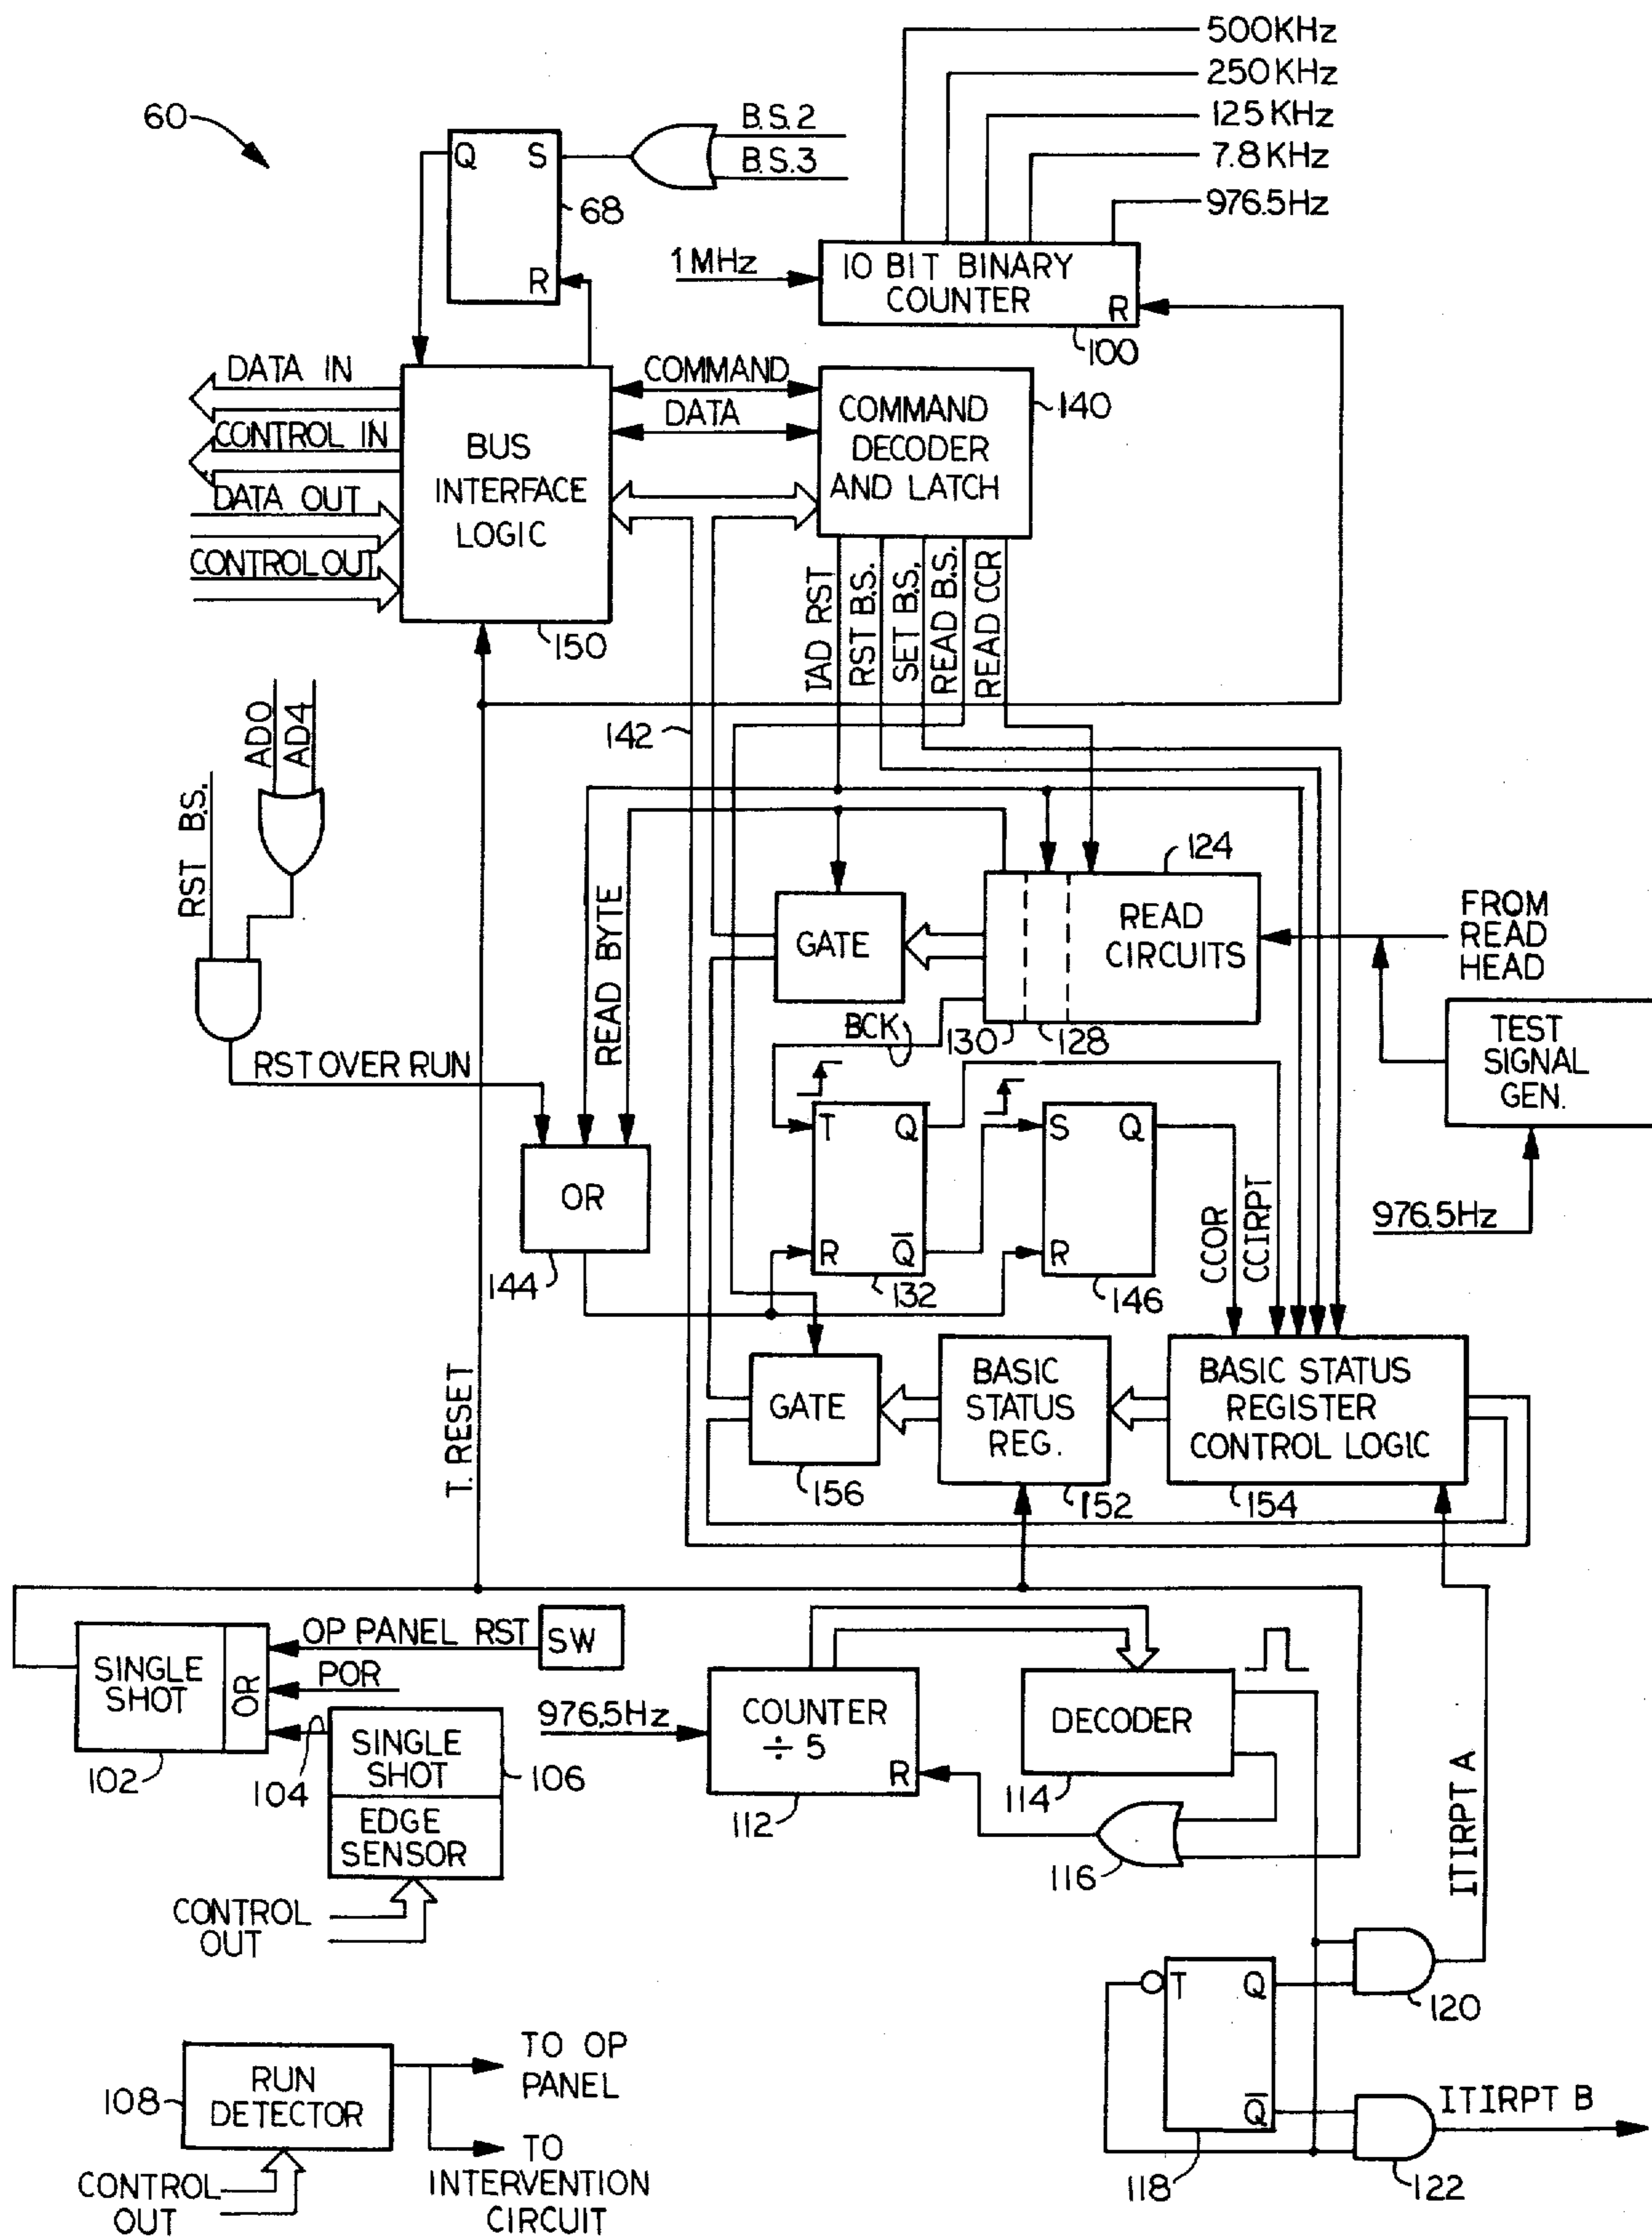 500KHz
250KHz
125KHz
7.8KHz
976.5Hz
60
B.S.2
B.S.3
Q S
R
68
1MHz
10 BIT BINARY
COUNTER
R
100
DATA IN
CONTROL IN
DATA OUT
CONTROL OUT
BUS
INTERFACE
LOGIC
150
COMMAND
DATA
COMMAND
DECODER
AND LATCH
140
IAD RST
RST B.S.
SET B.S.
READ B.S.
READ CCR
142
AD0
AD4
RST B.S.
RST OVER RUN
READ BYTE
GATE
124
READ
CIRCUITS
130
128
FROM
READ
HEAD
BCK
TEST
SIGNAL
GEN.
976.5Hz
OR
144
T Q
R Q̅
132
S Q
R
146
CCOR
CCIRPT
T. RESET
GATE
156
BASIC
STATUS
REG.
152
BASIC STATUS
REGISTER
CONTROL LOGIC
154
SINGLE
SHOT
OR
102
OP PANEL RST
SW
POR
104
SINGLE
SHOT
106
EDGE
SENSOR
CONTROL
OUT
976.5Hz
COUNTER
÷ 5
R
112
DECODER
114
116
ITIRPT A
T Q
Q̅
118
120
ITIRPT B
122
RUN
DETECTOR
108
TO OP
PANEL
TO
INTERVENTION
CIRCUIT
CONTROL
OUT